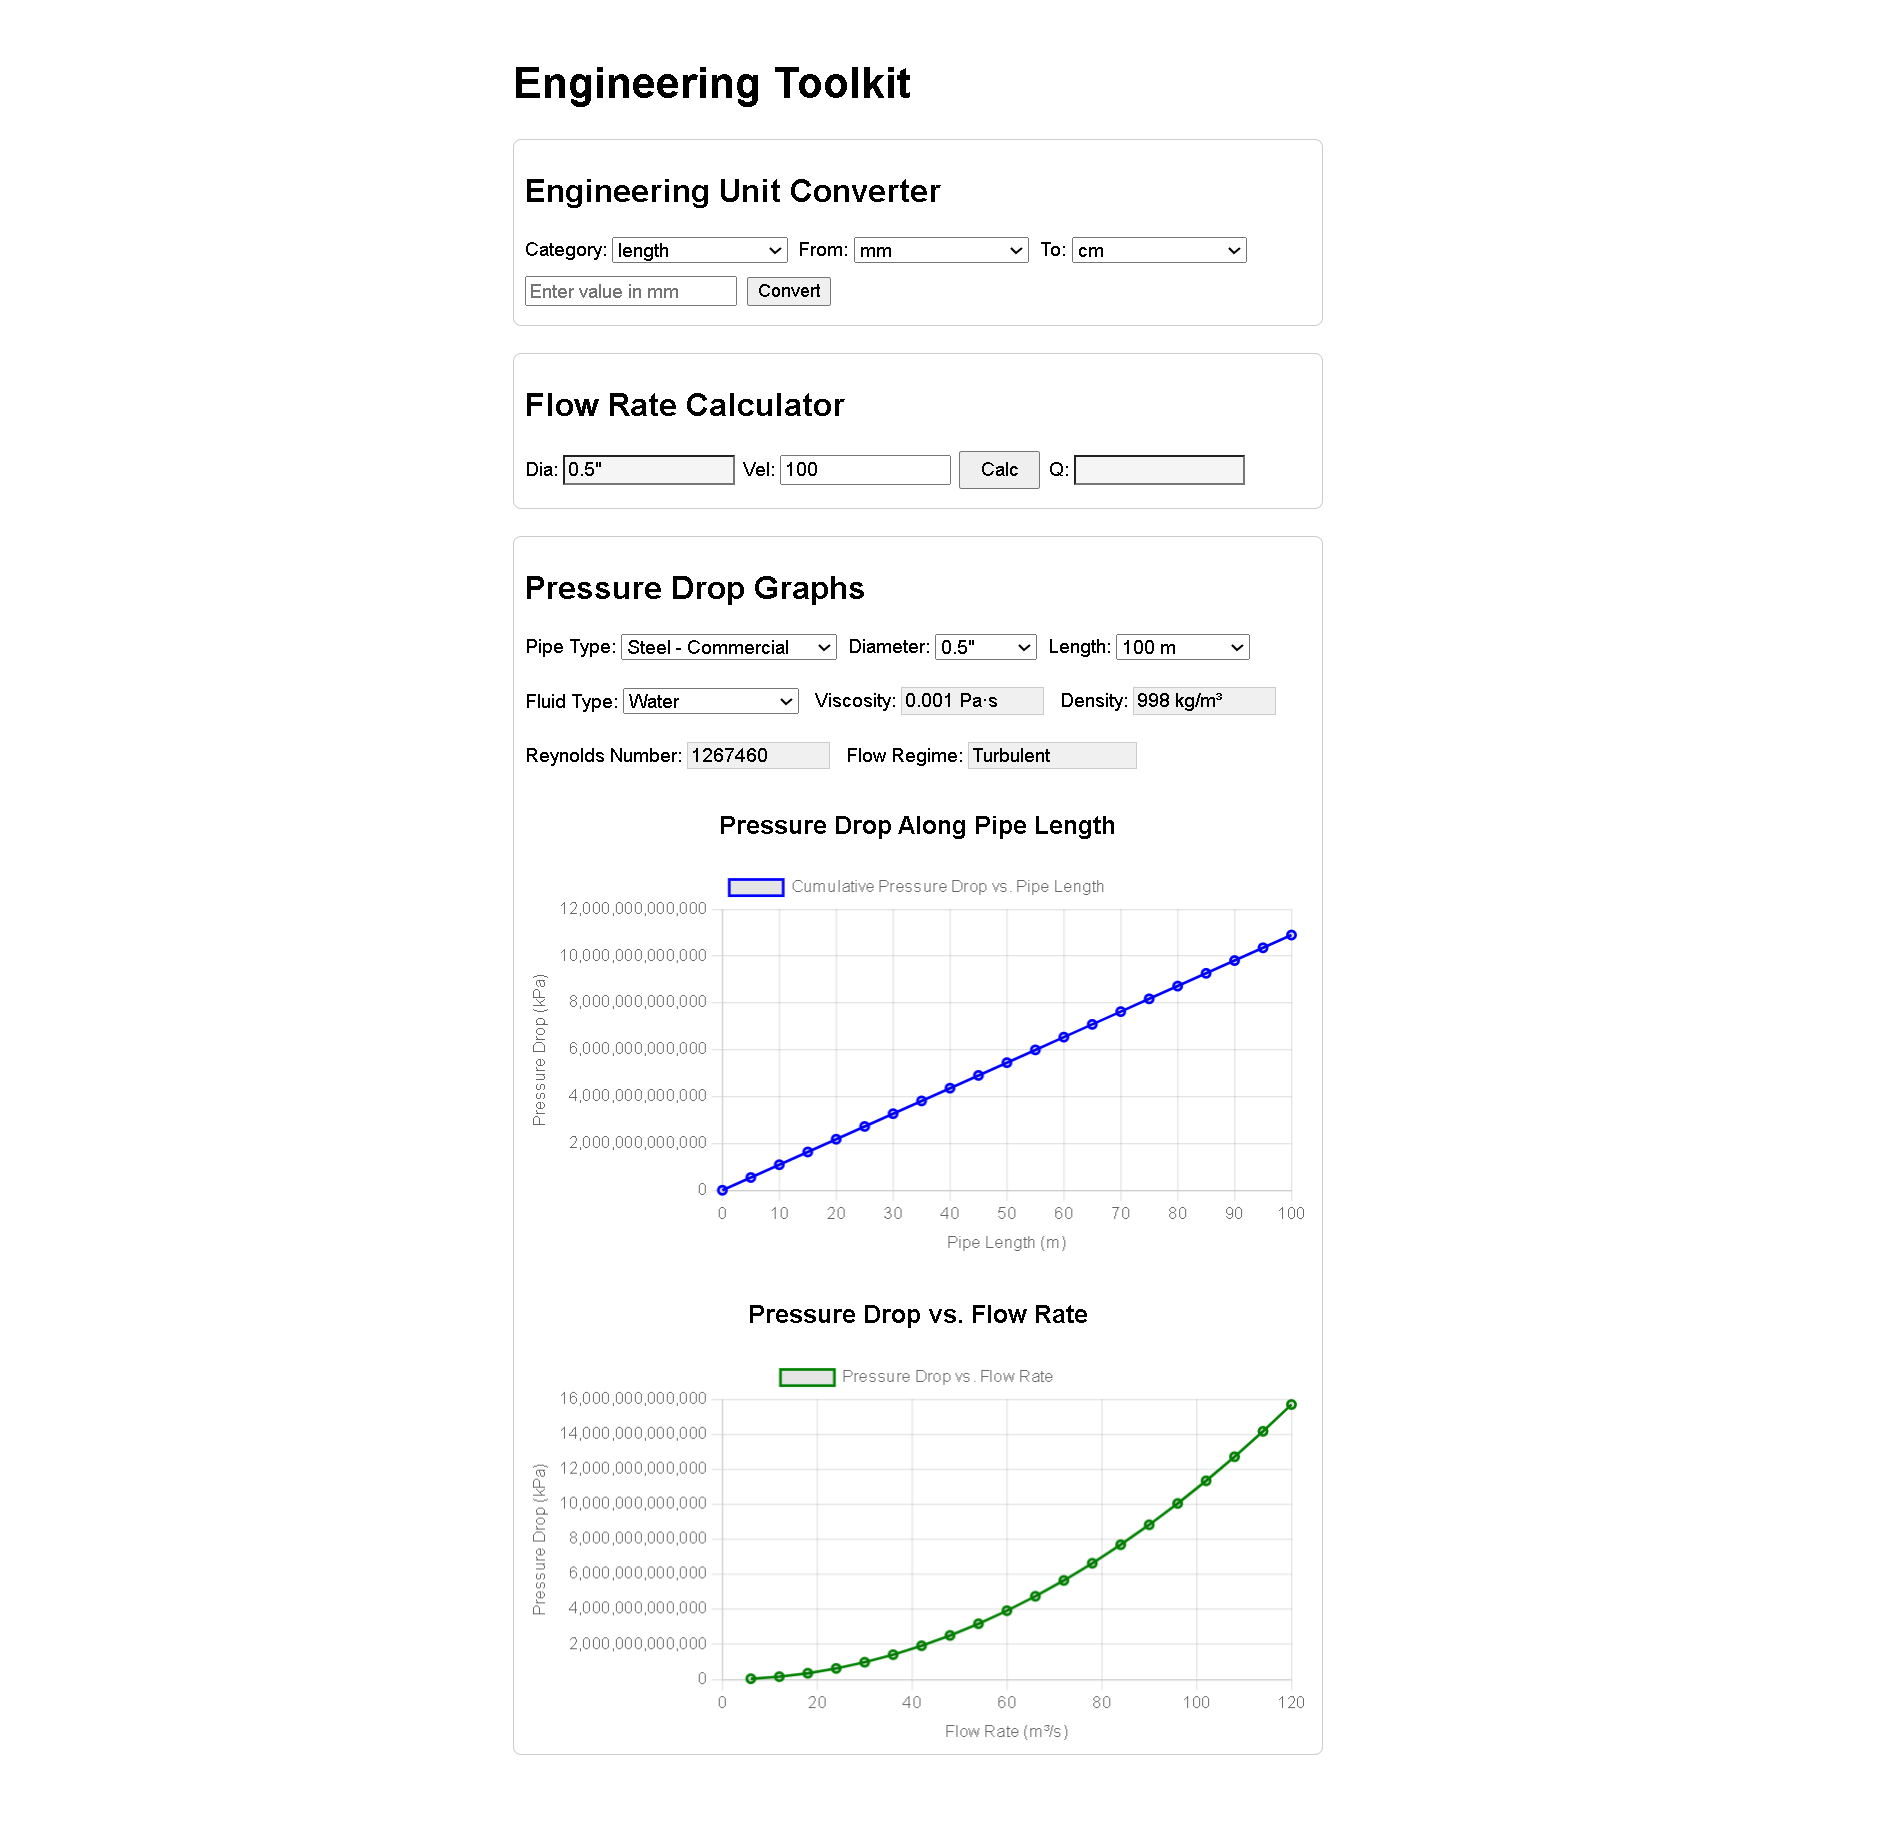 Engineering Toolkit
Engineering Unit Converter
Category: length From: mm To: cm
Enter value in mm Convert
Flow Rate Calculator
Dia: 0.5" Vel: 100 Calc Q:
Pressure Drop Graphs
Pipe Type: Steel - Commercial Diameter: 0.5" Length: 100 m
Fluid Type: Water Viscosity: 0.001 Pa·s Density: 998 kg/m³
Reynolds Number: 1267460 Flow Regime: Turbulent
Pressure Drop Along Pipe Length
Cumulative Pressure Drop vs. Pipe Length
Pressure Drop (kPa)
12,000,000,000,000
10,000,000,000,000
8,000,000,000,000
6,000,000,000,000
4,000,000,000,000
2,000,000,000,000
0
0 10 20 30 40 50 60 70 80 90 100
Pipe Length (m)
Pressure Drop vs. Flow Rate
Pressure Drop vs. Flow Rate
Pressure Drop (kPa)
16,000,000,000,000
14,000,000,000,000
12,000,000,000,000
10,000,000,000,000
8,000,000,000,000
6,000,000,000,000
4,000,000,000,000
2,000,000,000,000
0
0 20 40 60 80 100 120
Flow Rate (m³/s)